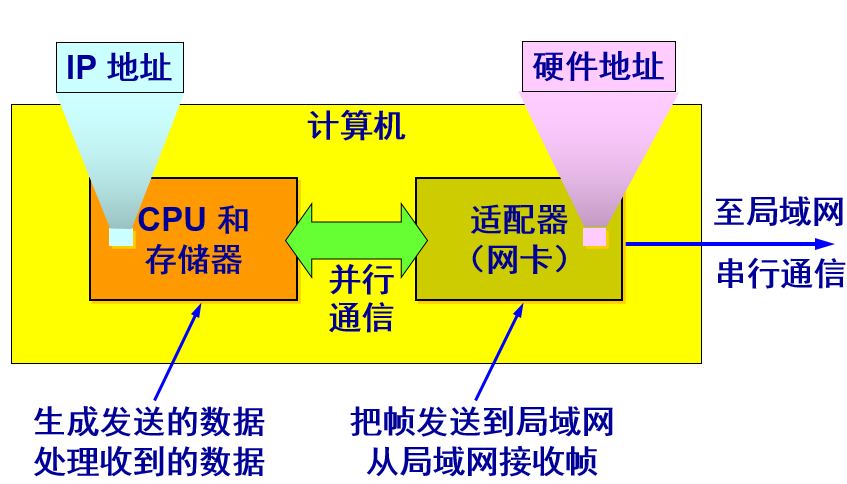 IP 地址
硬件地址
计算机
CPU 和
存储器
适配器
（网卡）
并行
通信
至局域网
串行通信
生成发送的数据
处理收到的数据
把帧发送到局域网
从局域网接收帧